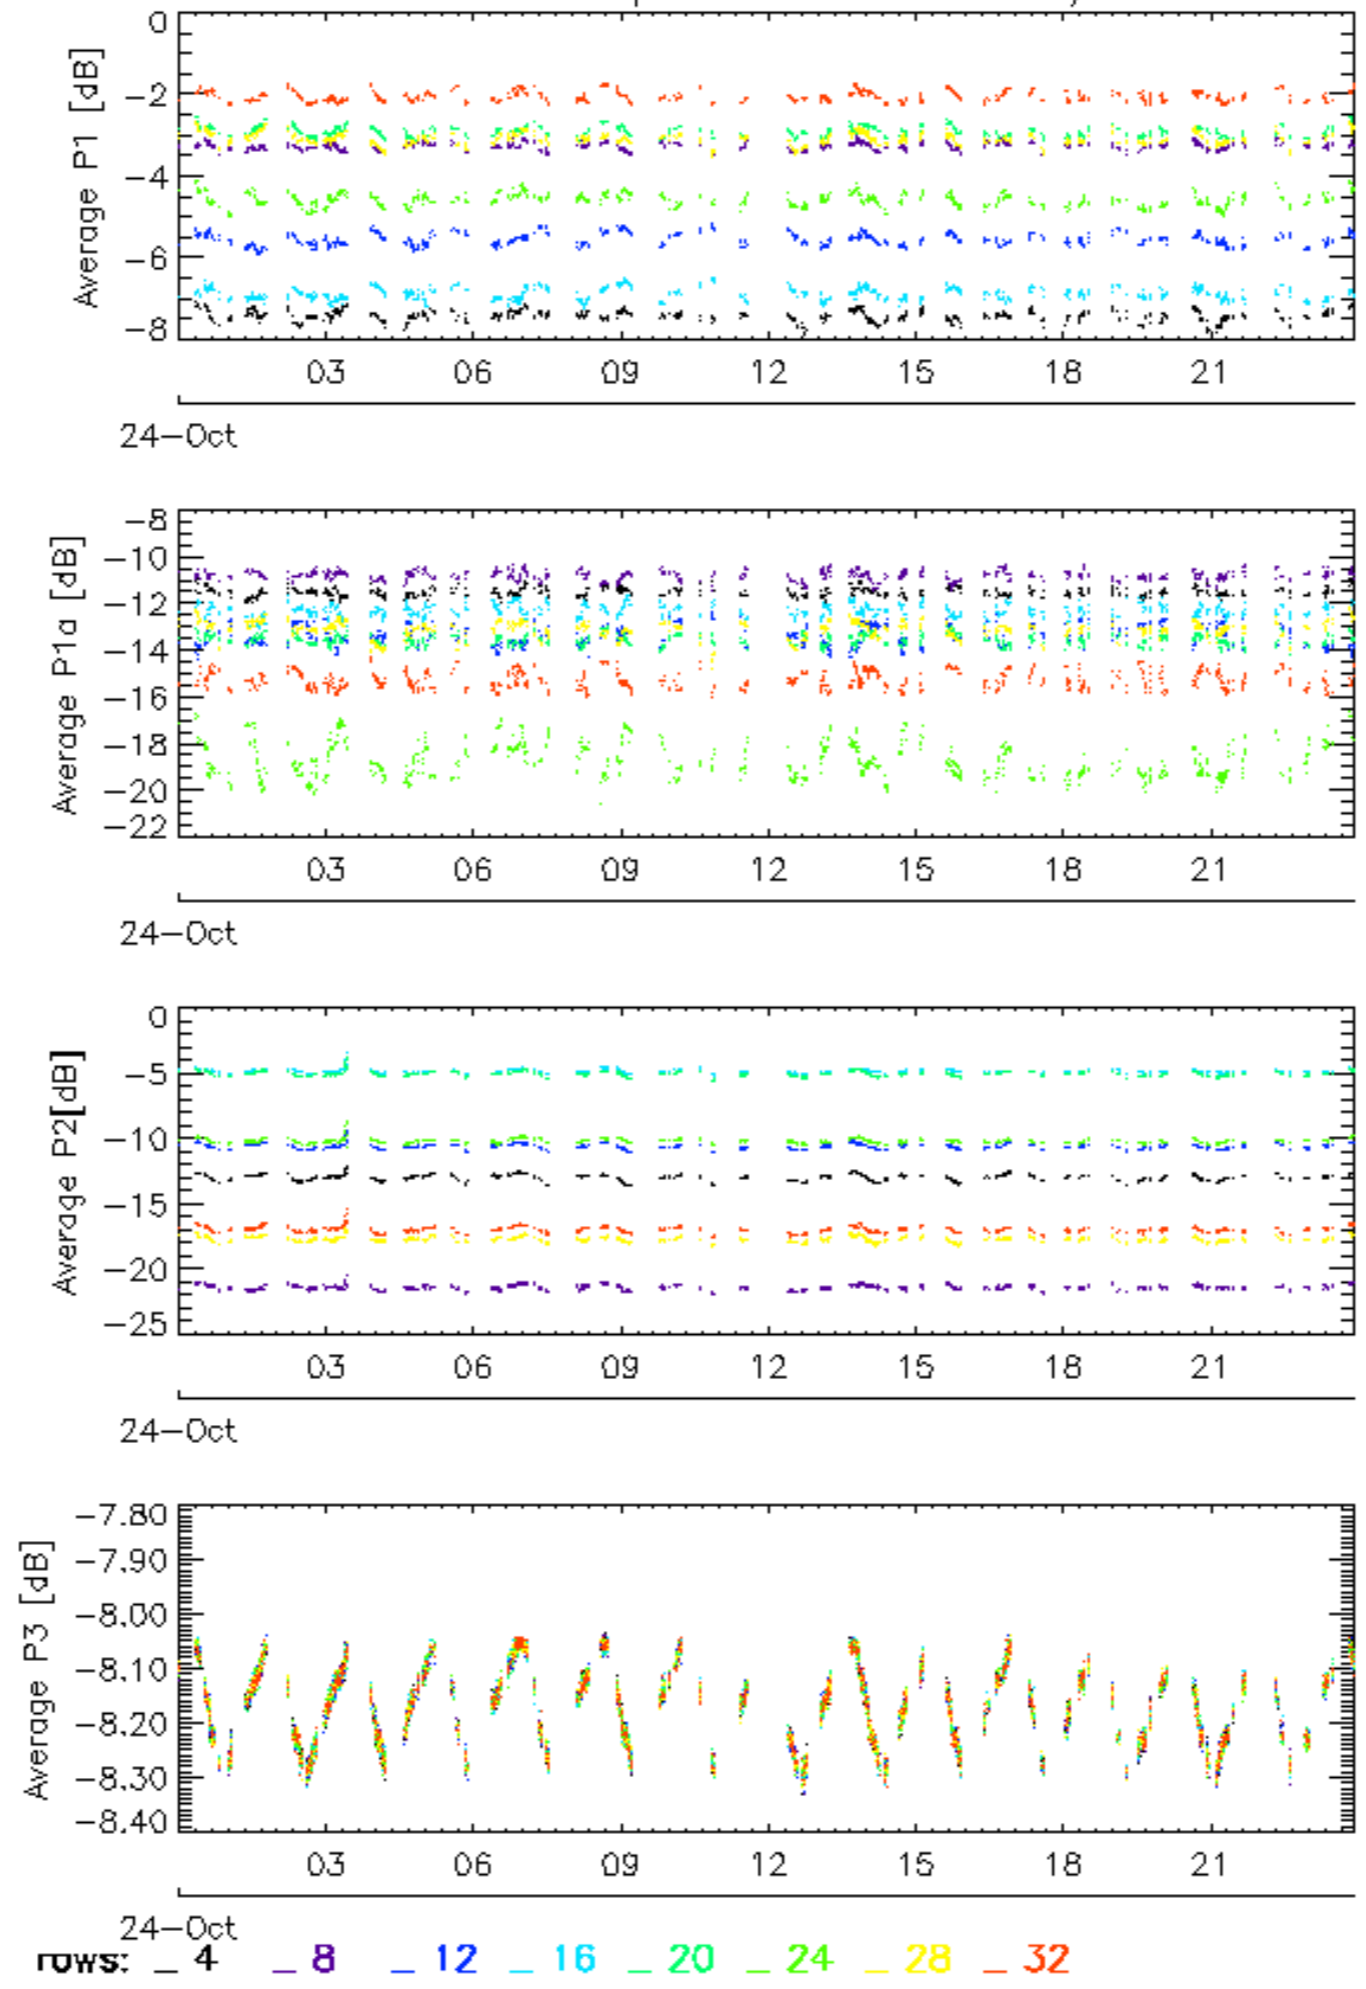 0
-2
-4
-6
-8
Average P1 [dB]
03 06 09 12 15 18 21
24-Oct
-8
-10
-12
-14
-16
-18
-20
-22
Average P1a [dB]
03 06 09 12 15 18 21
24-Oct
0
-5
-10
-15
-20
-25
Average P2[dB]
03 06 09 12 15 18 21
24-Oct
-7.80
-7.90
-8.00
-8.10
-8.20
-8.30
-8.40
Average P3 [dB]
03 06 09 12 15 18 21
24-Oct
rows: _ 4 _ 8 _ 12 _ 16 _ 20 _ 24 _ 28 _ 32